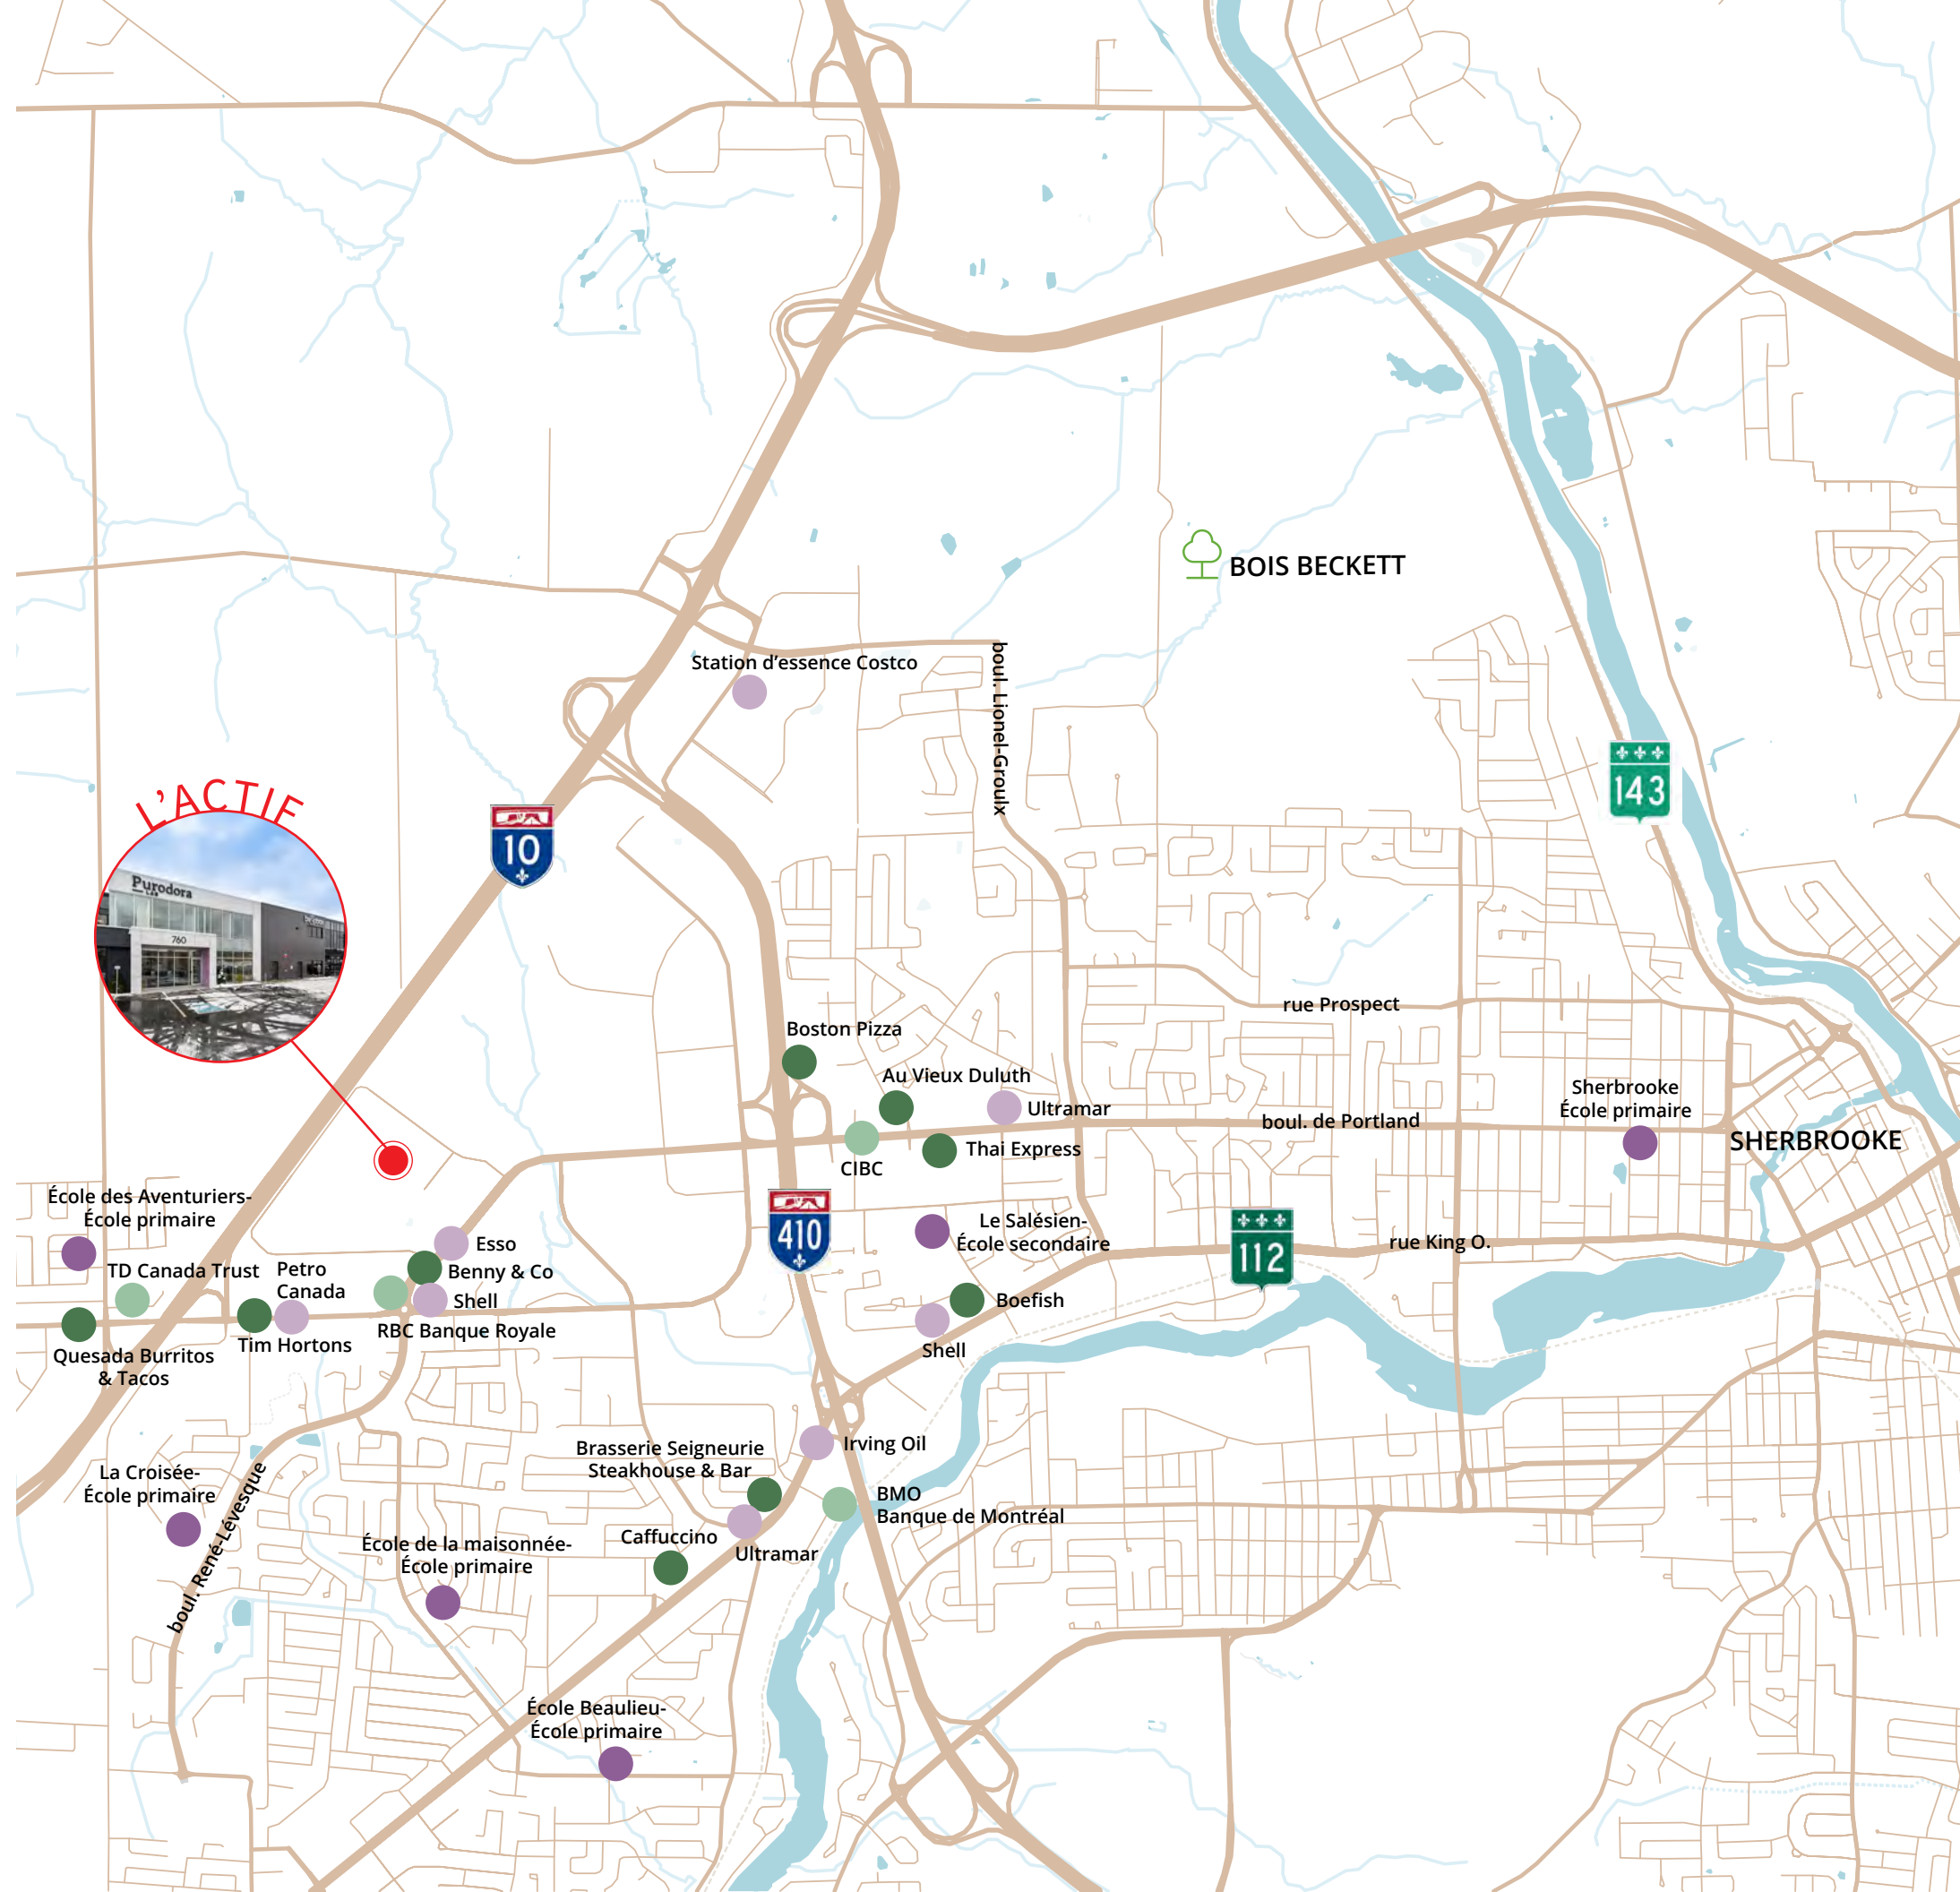 BOIS BECKETT
Station d’essence Costco
boul. Lionel-Groulx
143
L’ACTIF
10
Purodora
LAB
760
rue Prospect
Boston Pizza
Au Vieux Duluth
Ultramar
boul. de Portland
Sherbrooke
École primaire
SHERBROOKE
Thai Express
CIBC
École des Aventuriers-
École primaire
410
112
Le Salésien-
École secondaire
rue King O.
Esso
TD Canada Trust
Petro
Canada
Benny & Co
Shell
Boefish
RBC Banque Royale
Tim Hortons
Shell
Quesada Burritos
& Tacos
Irving Oil
Brasserie Seigneurie
Steakhouse & Bar
La Croisée-
École primaire
boul. René-Lévesque
BMO
Banque de Montréal
Caffuccino
Ultramar
École de la maisonnée-
École primaire
École Beaulieu-
École primaire